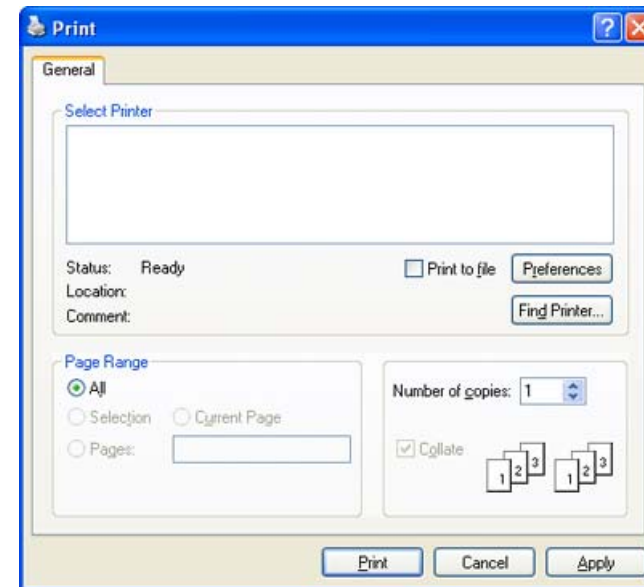 Print
General
Select Printer
Status: Ready
Print to file
Preferences
Location:
Comment:
Find Printer...
Page Range
All
Selection
Current Page
Pages:
Number of copies: 1
Collate
1 2 3 1 2 3
Print Cancel Apply